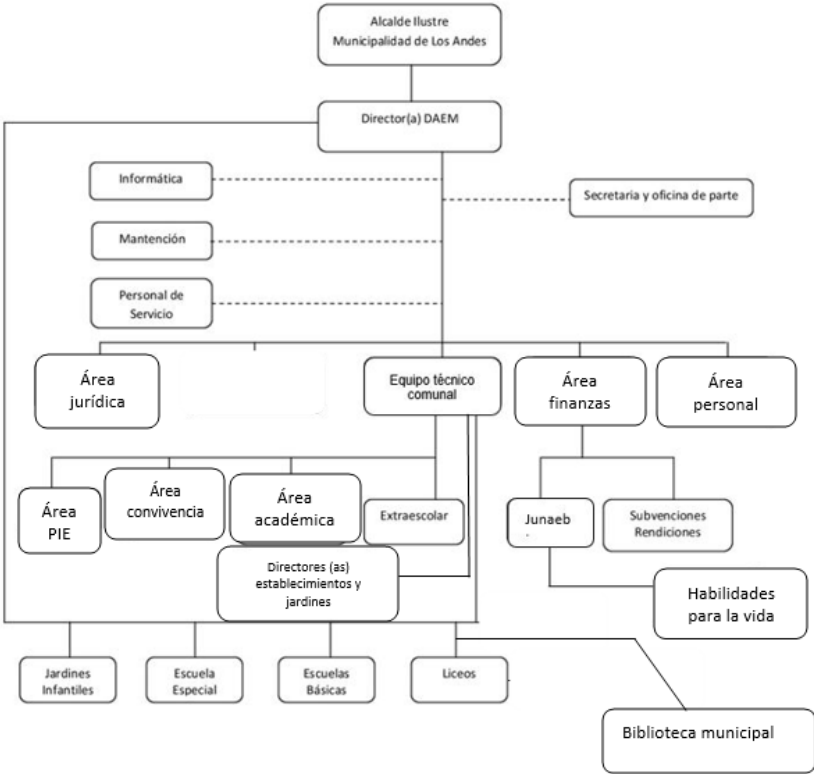 Alcalde Ilustre
Municipalidad de Los Andes
Director(a) DAEM
Informática
Secretaria y oficina de parte
Mantención
Personal de
Servicio
Área
jurídica
Equipo técnico
comunal
Área
finanzas
Área
personal
Área
PIE
Área
convivencia
Área
académica
Extraescolar
Junaeb
.
Subvenciones
Rendiciones
Directores (as)
establecimientos y
jardines
Habilidades
para la vida
Jardines
Infantiles
Escuela
Especial
Escuelas
Básicas
Liceos
Biblioteca municipal